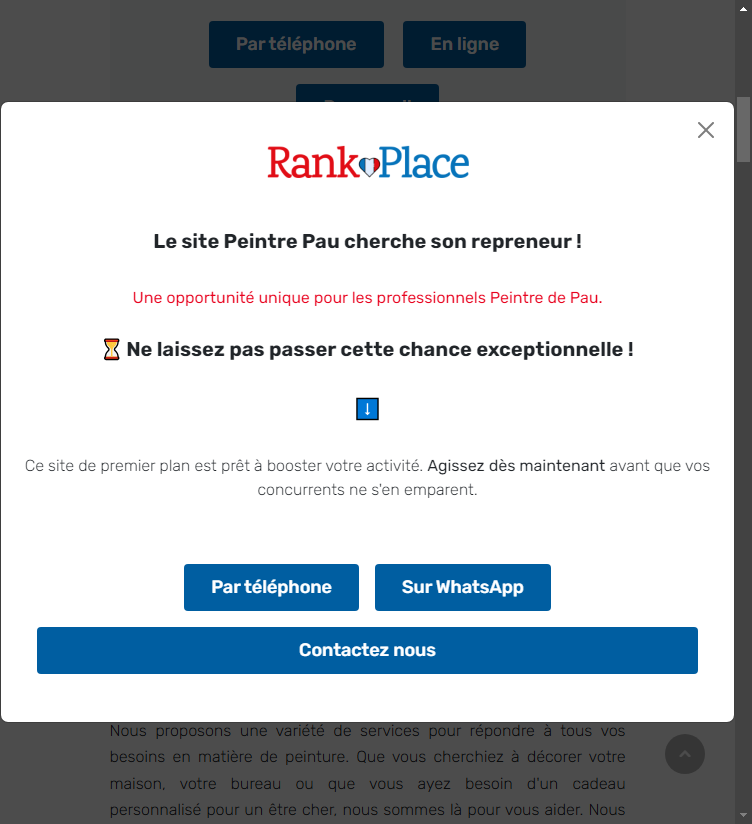 Par téléphone
En ligne
Rank Place
Le site Peintre Pau cherche son repreneur !
Une opportunité unique pour les professionnels Peintre de Pau.
⏳ Ne laissez pas passer cette chance exceptionnelle !
↓
Ce site de premier plan est prêt à booster votre activité. Agissez dès maintenant avant que vos
concurrents ne s'en emparent.
Par téléphone
Sur WhatsApp
Contactez nous
Nous proposons une variété de services pour répondre à tous vos
besoins en matière de peinture. Que vous cherchiez à décorer votre
maison, votre bureau ou que vous ayez besoin d'un cadeau
personnalisé pour un être cher, nous sommes là pour vous aider. Nous